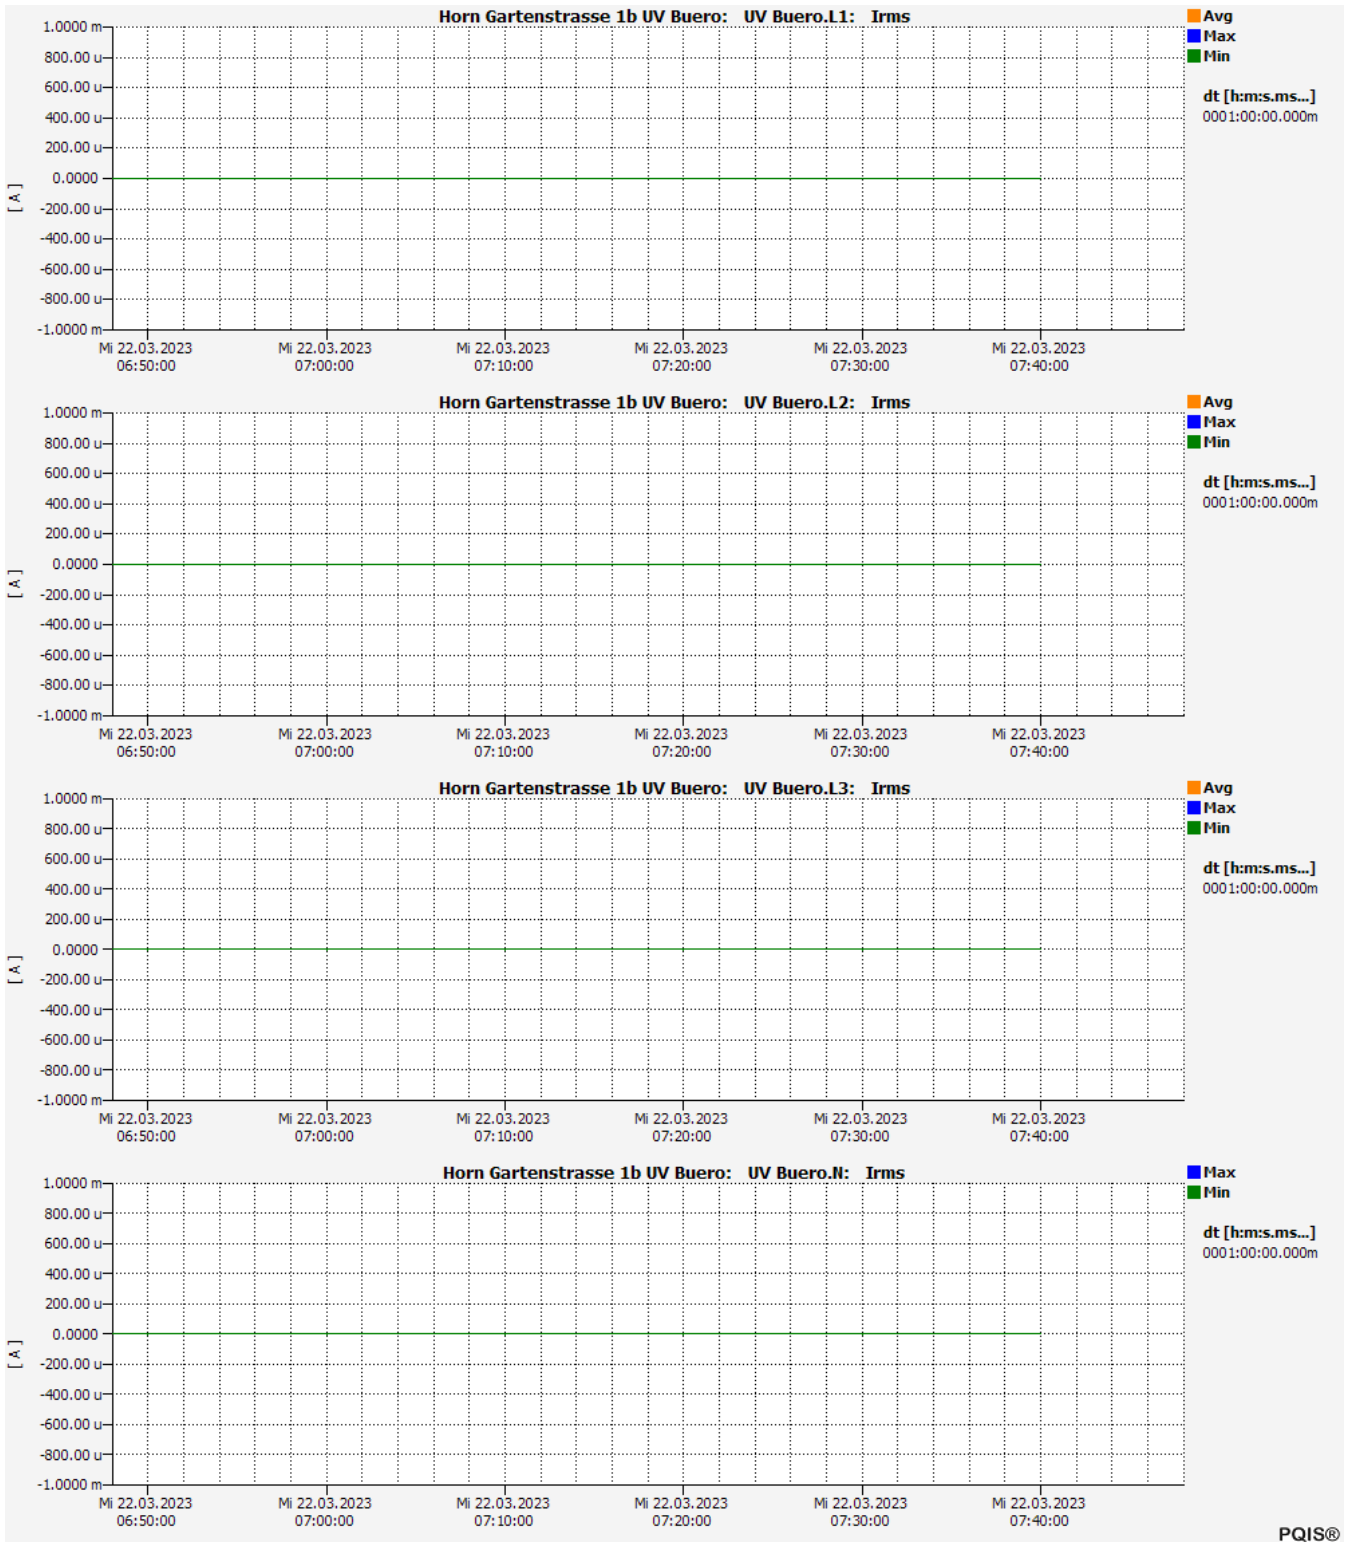 Horn Gartenstrasse 1b UV Buero: UV Buero.L1: Irms
Avg
Max
Min
dt [h:m:s.ms...]
0001:00:00.000m
1.0000 m
800.00 u
600.00 u
400.00 u
200.00 u
0.0000
-200.00 u
-400.00 u
-600.00 u
-800.00 u
-1.0000 m
[ A ]
Mi 22.03.2023 Mi 22.03.2023 Mi 22.03.2023 Mi 22.03.2023 Mi 22.03.2023 Mi 22.03.2023
06:50:00 07:00:00 07:10:00 07:20:00 07:30:00 07:40:00
Horn Gartenstrasse 1b UV Buero: UV Buero.L2: Irms
Avg
Max
Min
dt [h:m:s.ms...]
0001:00:00.000m
1.0000 m
800.00 u
600.00 u
400.00 u
200.00 u
0.0000
-200.00 u
-400.00 u
-600.00 u
-800.00 u
-1.0000 m
[ A ]
Mi 22.03.2023 Mi 22.03.2023 Mi 22.03.2023 Mi 22.03.2023 Mi 22.03.2023 Mi 22.03.2023
06:50:00 07:00:00 07:10:00 07:20:00 07:30:00 07:40:00
Horn Gartenstrasse 1b UV Buero: UV Buero.L3: Irms
Avg
Max
Min
dt [h:m:s.ms...]
0001:00:00.000m
1.0000 m
800.00 u
600.00 u
400.00 u
200.00 u
0.0000
-200.00 u
-400.00 u
-600.00 u
-800.00 u
-1.0000 m
[ A ]
Mi 22.03.2023 Mi 22.03.2023 Mi 22.03.2023 Mi 22.03.2023 Mi 22.03.2023 Mi 22.03.2023
06:50:00 07:00:00 07:10:00 07:20:00 07:30:00 07:40:00
Horn Gartenstrasse 1b UV Buero: UV Buero.N: Irms
Max
Min
dt [h:m:s.ms...]
0001:00:00.000m
1.0000 m
800.00 u
600.00 u
400.00 u
200.00 u
0.0000
-200.00 u
-400.00 u
-600.00 u
-800.00 u
-1.0000 m
[ A ]
Mi 22.03.2023 Mi 22.03.2023 Mi 22.03.2023 Mi 22.03.2023 Mi 22.03.2023 Mi 22.03.2023
06:50:00 07:00:00 07:10:00 07:20:00 07:30:00 07:40:00
PQIS®